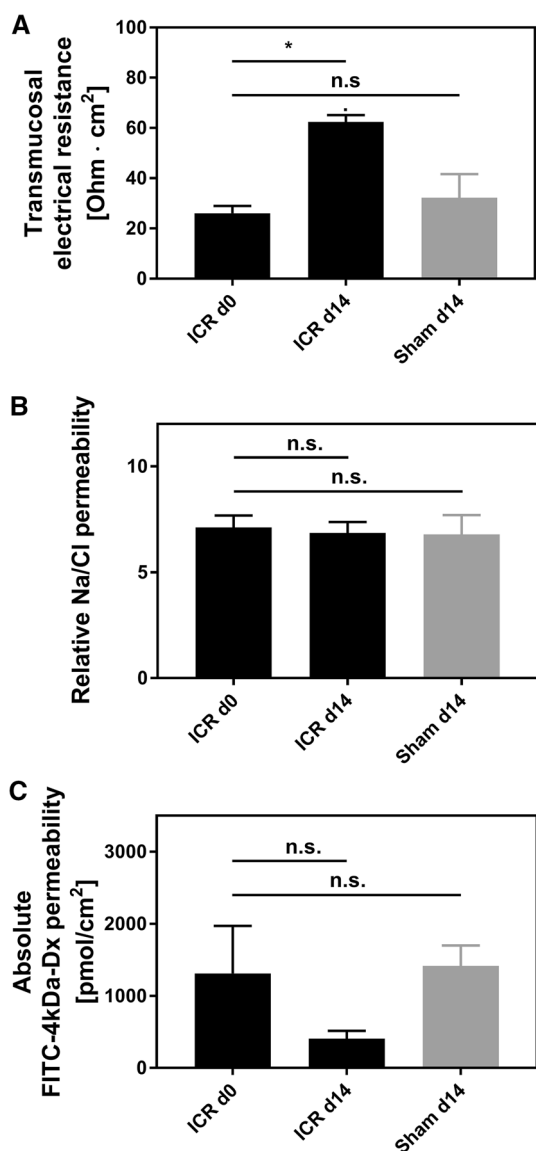 A
Transmucosal
electrical resistance
[Ohm · cm²]
100
80
60
40
20
0
*
n.s
ICR d0
ICR d14
Sham d14
B
Relative Na/Cl permeability
10
5
0
n.s.
n.s.
ICR d0
ICR d14
Sham d14
C
Absolute
FITC-4kDa-Dx permeability
[pmol/cm²]
3000
2000
1000
0
n.s.
n.s.
ICR d0
ICR d14
Sham d14